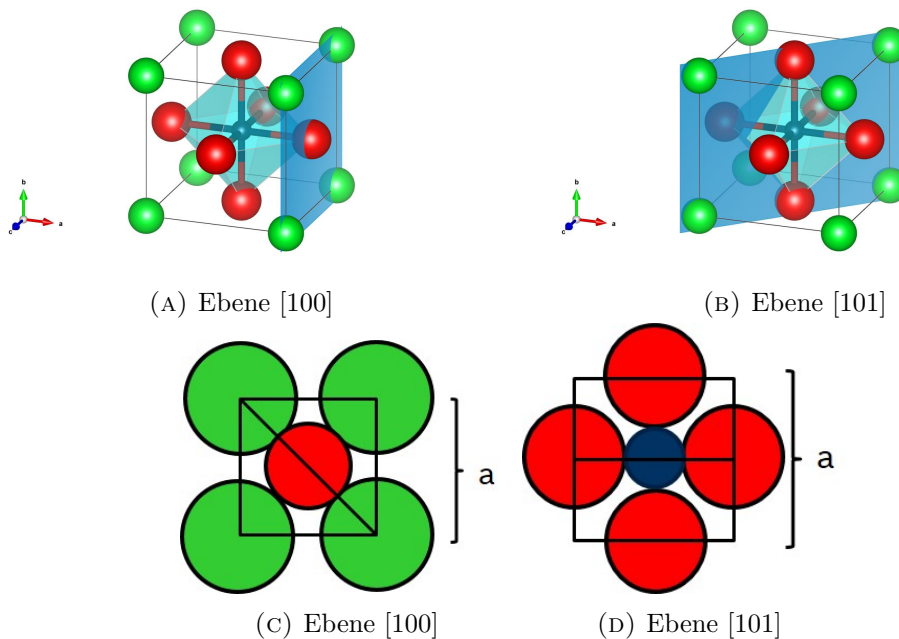 b
a
c
b
a
c
(A) Ebene [100]
(B) Ebene [101]
a
a
(C) Ebene [100]
(D) Ebene [101]